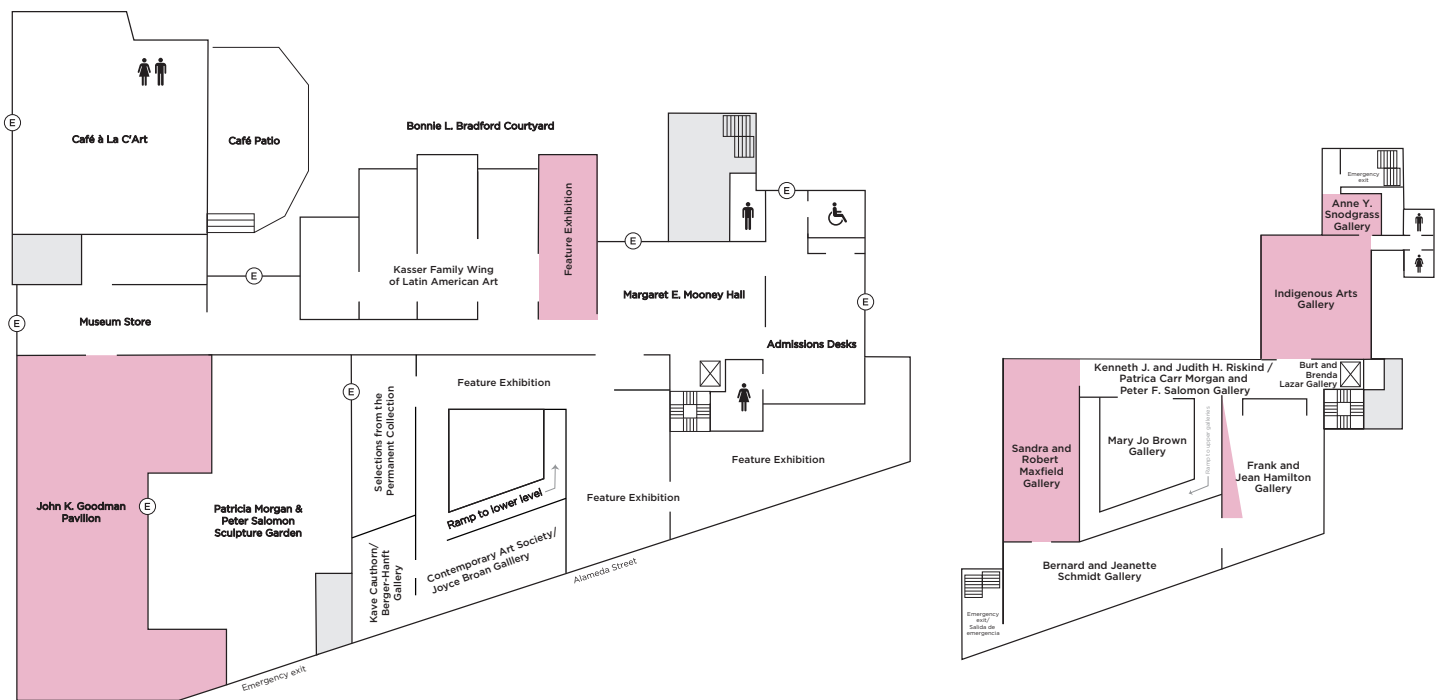 E
Café à La C'Art
Café Patio
Bonnie L. Bradford Courtyard
Feature Exhibition
E
E
Kasser Family Wing
of Latin American Art
E
E
Margaret E. Mooney Hall
E
Museum Store
Admissions Desks
Feature Exhibition
E
Selections from the
Permanent Collection
Feature Exhibition
Feature Exhibition
John K. Goodman
Pavilion
E
Patricia Morgan &
Peter Salomon
Sculpture Garden
Ramp to lower level
Kave Cauthorn/
Berger-Hanft
Gallery
Contemporary Art Society/
Joyce Broan Galllery
Alameda Street
Emergency exit
Emergency
exit
Anne Y.
Snodgrass
Gallery
Indigenous Arts
Gallery
Kenneth J. and Judith H. Riskind /
Patrica Carr Morgan and
Peter F. Salomon Gallery
Burt and
Brenda
Lazar Gallery
Sandra and
Robert
Maxfield
Gallery
Mary Jo Brown
Gallery
Ramp to upper galleries
Frank and
Jean Hamilton
Gallery
Bernard and Jeanette
Schmidt Gallery
Emergency
exit/
Salida de
emergencia